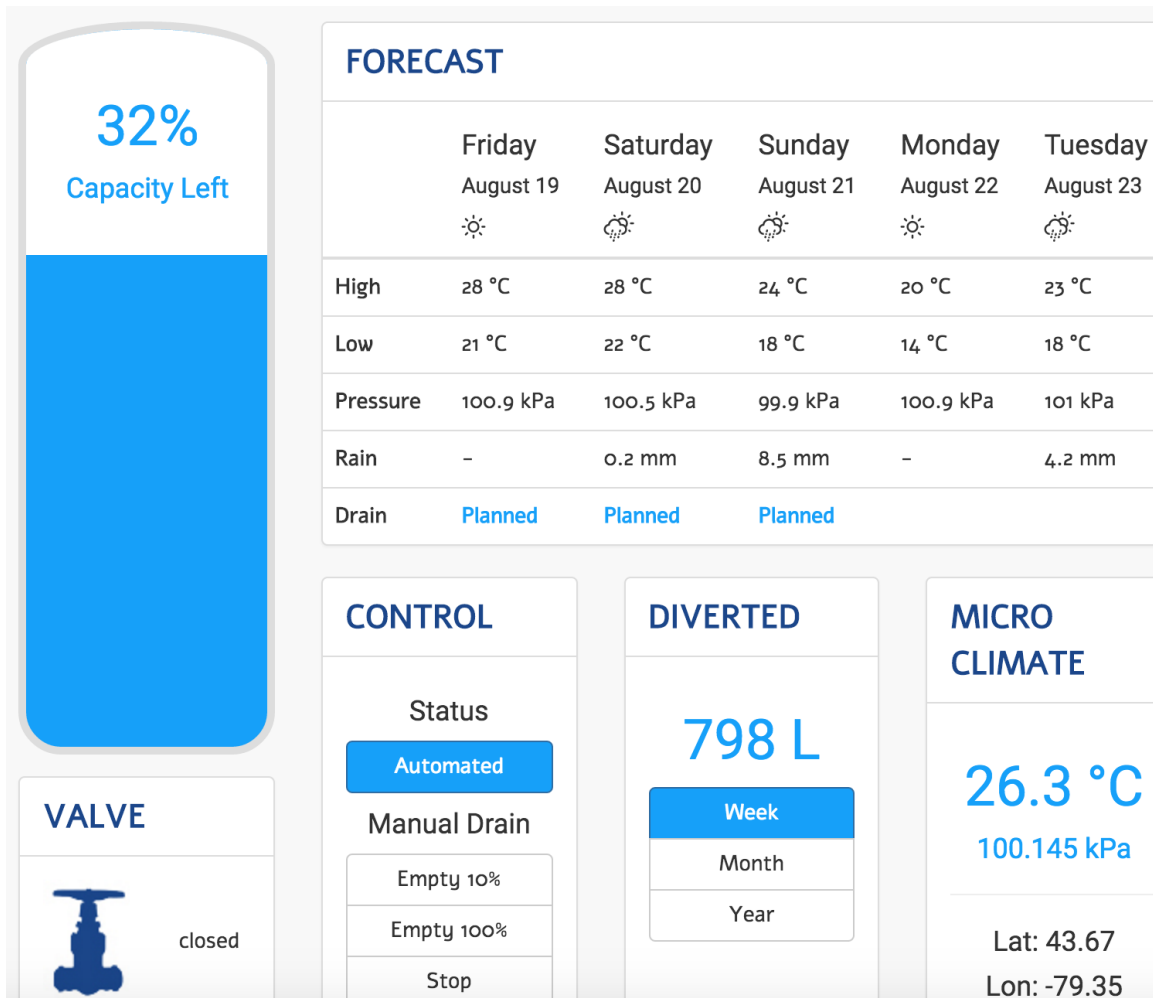 32%
Capacity Left
FORECAST
Friday Saturday Sunday Monday Tuesday
August 19 August 20 August 21 August 22 August 23
High 28 °C 28 °C 24 °C 20 °C 23 °C
Low 21 °C 22 °C 18 °C 14 °C 18 °C
Pressure 100.9 kPa 100.5 kPa 99.9 kPa 100.9 kPa 101 kPa
Rain – 0.2 mm 8.5 mm – 4.2 mm
Drain Planned Planned Planned
VALVE
closed
CONTROL
Status
Automated
Manual Drain
Empty 10%
Empty 100%
Stop
DIVERTED
798 L
Week
Month
Year
MICRO
CLIMATE
26.3 °C
100.145 kPa
Lat: 43.67
Lon: -79.35